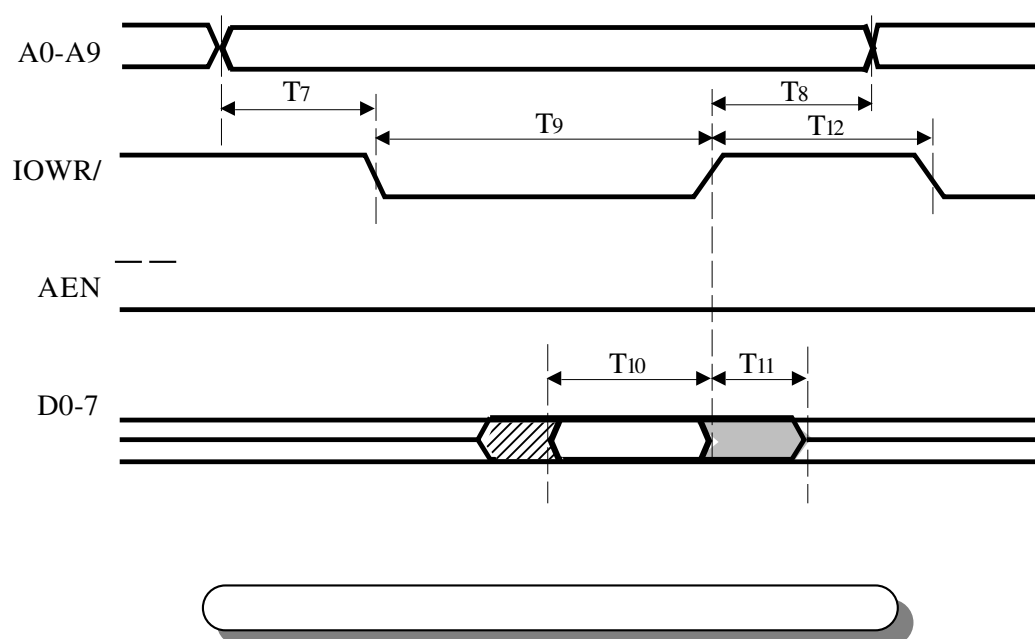 A0-A9
T7
T8
T9
T12
IOWR/
AEN
T10
T11
D0-7